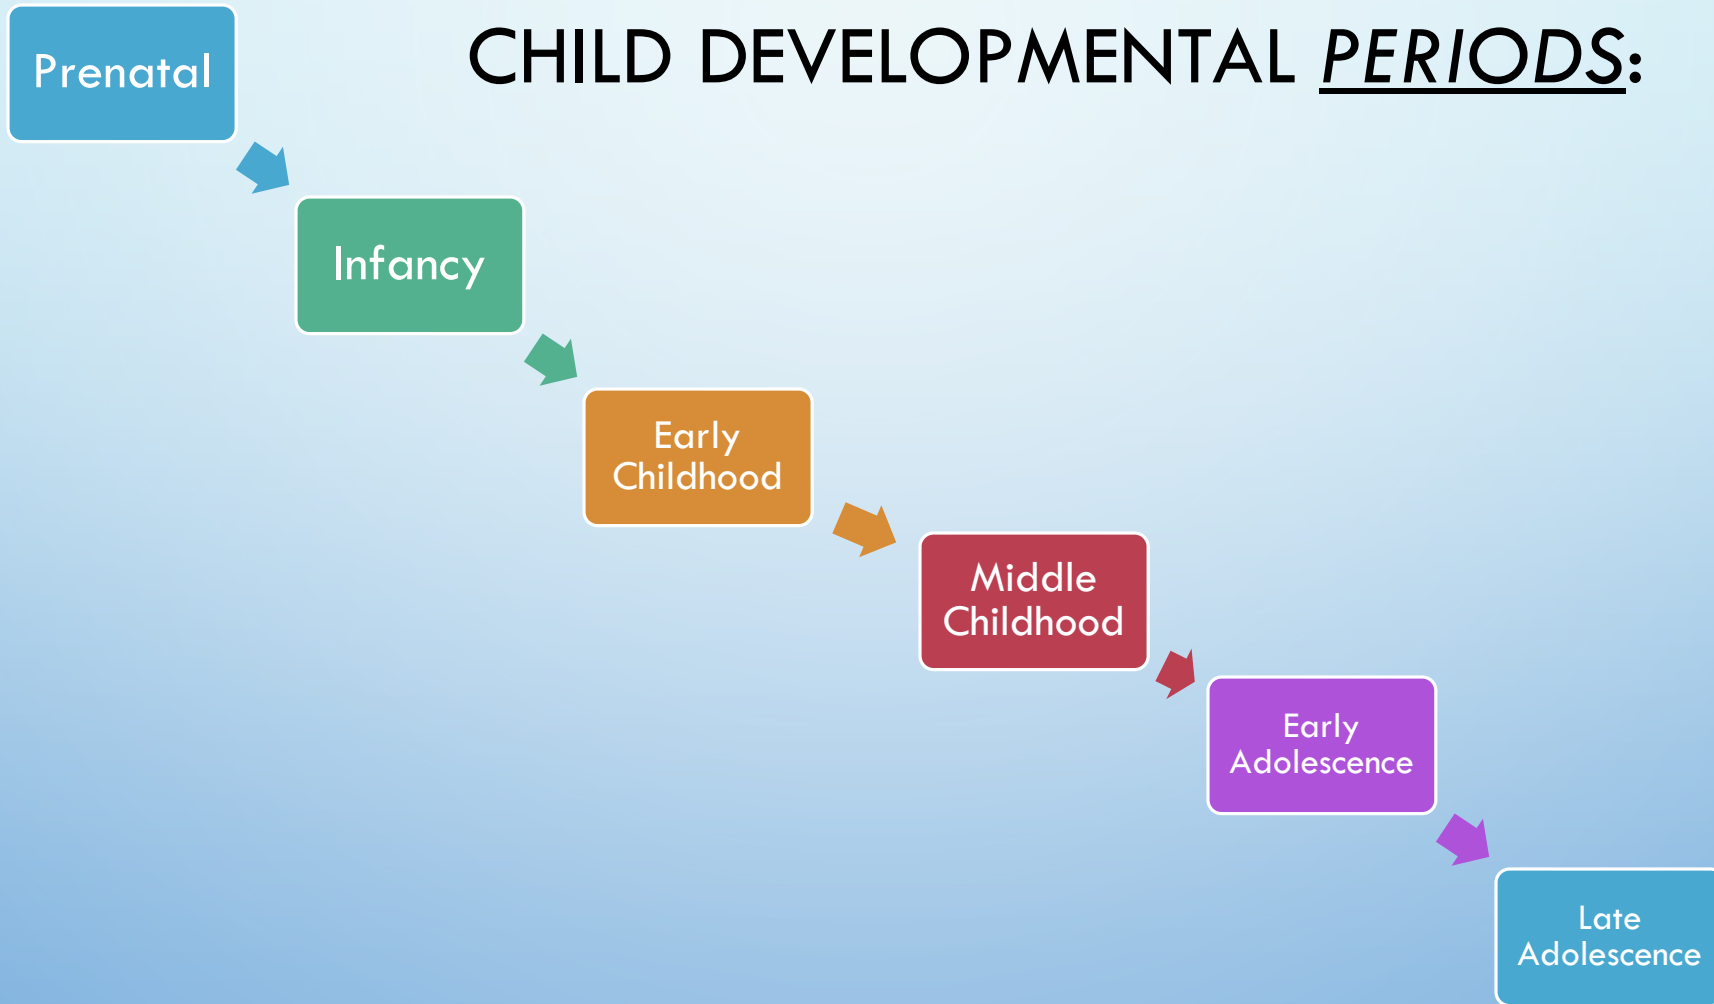 Prenatal
CHILD DEVELOPMENTAL PERIODS:
Infancy
Early
Childhood
Middle
Childhood
Early
Adolescence
Late
Adolescence